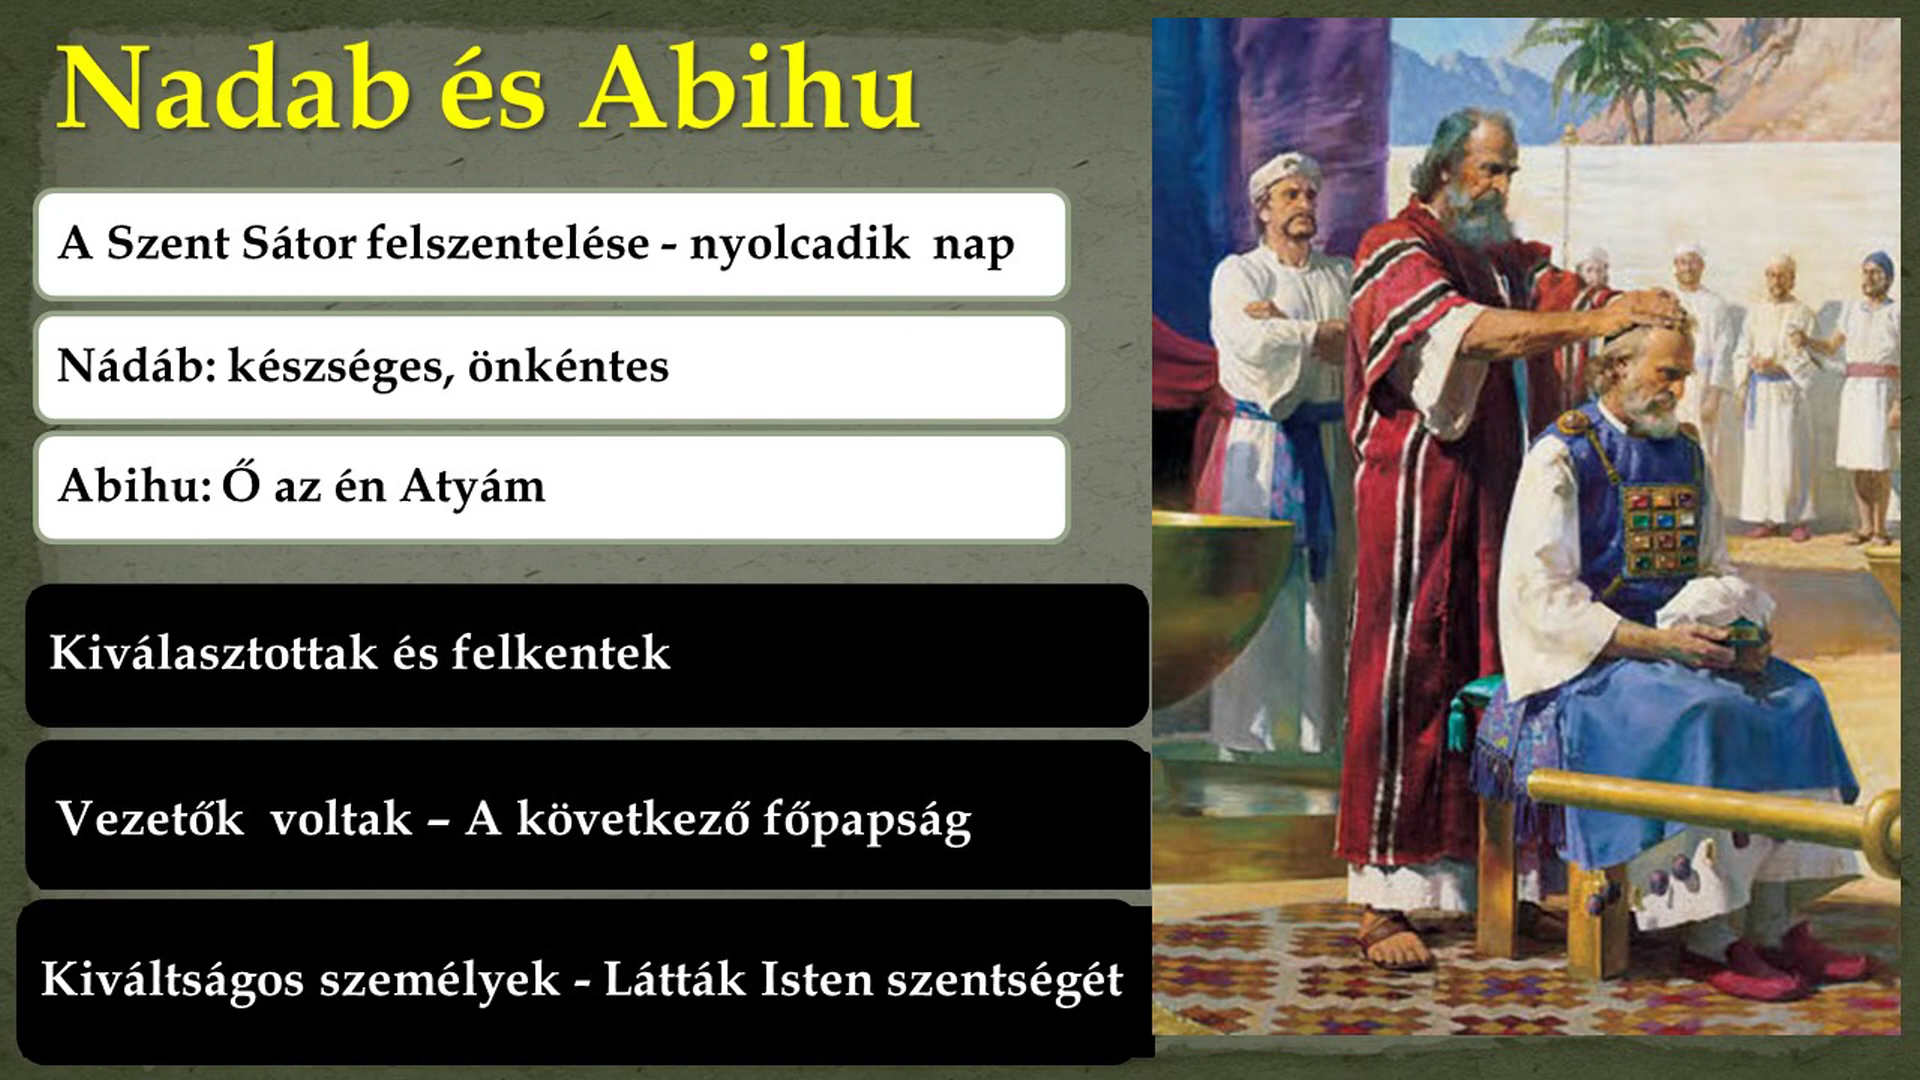 Nadab és Abihu
A Szent Sátor felszentelése - nyolcadik nap
Nádáb: készséges, önkéntes
Abihu: Ő az én Atyám
Kiválasztottak és felkentek
Vezetők voltak – A következő főpapság
Kiváltságos személyek - Látták Isten szentségét